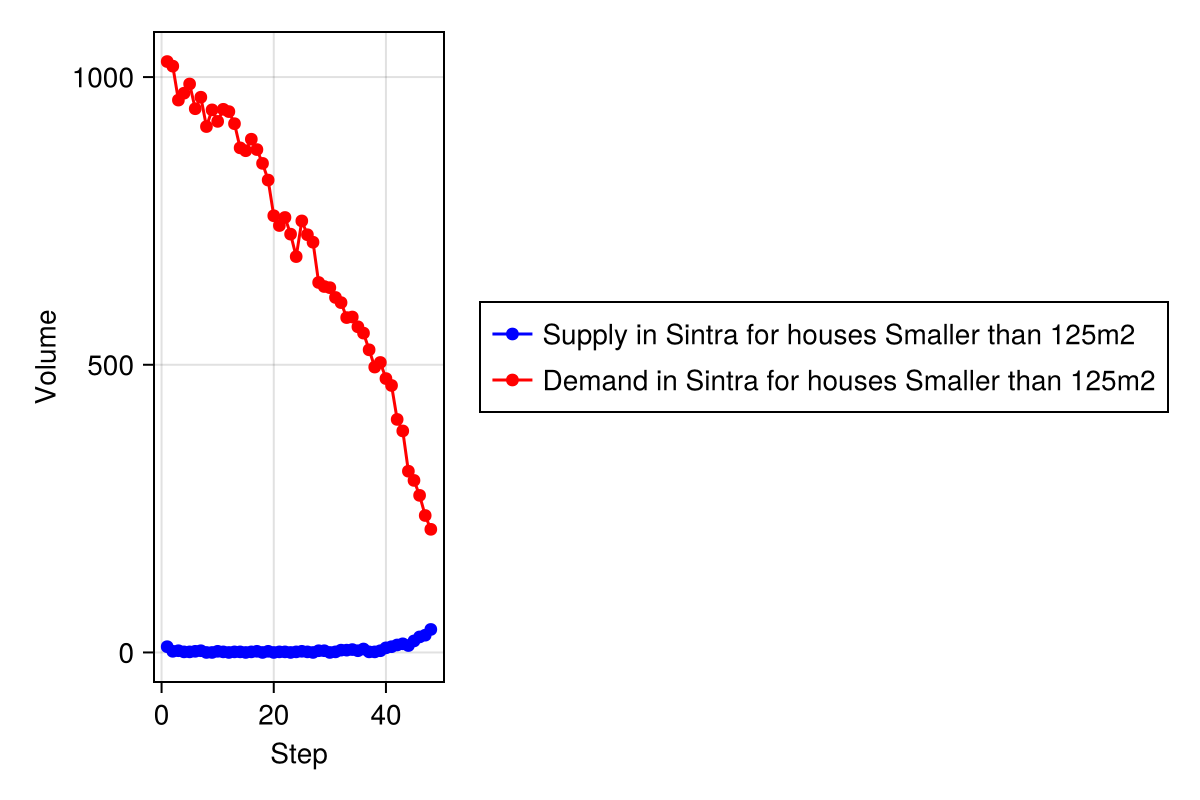 1000
500
0
Volume
0 20 40
Step
Supply in Sintra for houses Smaller than 125m2
Demand in Sintra for houses Smaller than 125m2